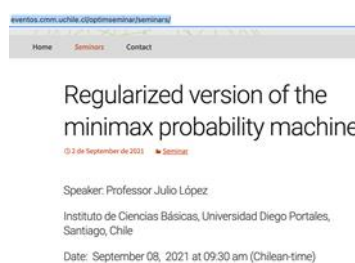 eventos.cmm.uchile.cl/optimseminar/seminars/
Home Seminars Contact
Regularized version of the
minimax probability machine
2 de September de 2021 Seminar
Speaker: Professor Julio López
Instituto de Ciencias Básicas, Universidad Diego Portales,
Santiago, Chile
Date: September 08, 2021 at 09:30 am (Chilean-time)